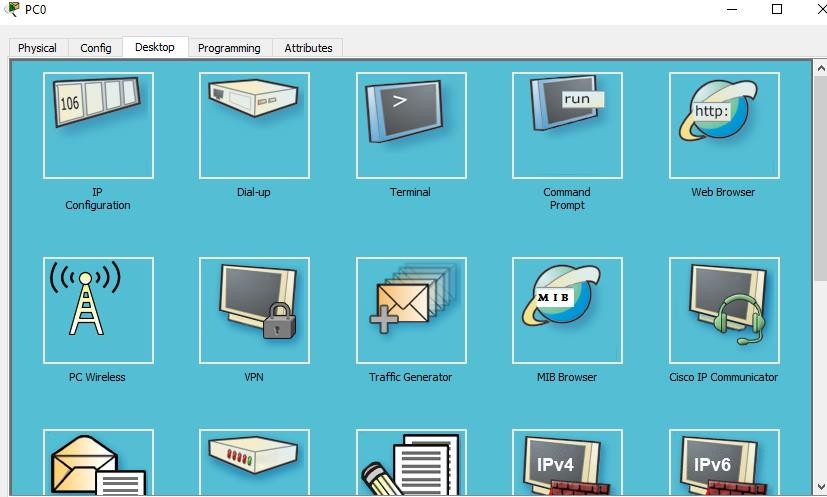 PC0
Physical Config Desktop Programming Attributes
106
>
run
http:
IP
Configuration
Dial-up
Terminal
Command
Prompt
Web Browser
MIB
PC Wireless
VPN
Traffic Generator
MIB Browser
Cisco IP Communicator
IPv4
IPv6